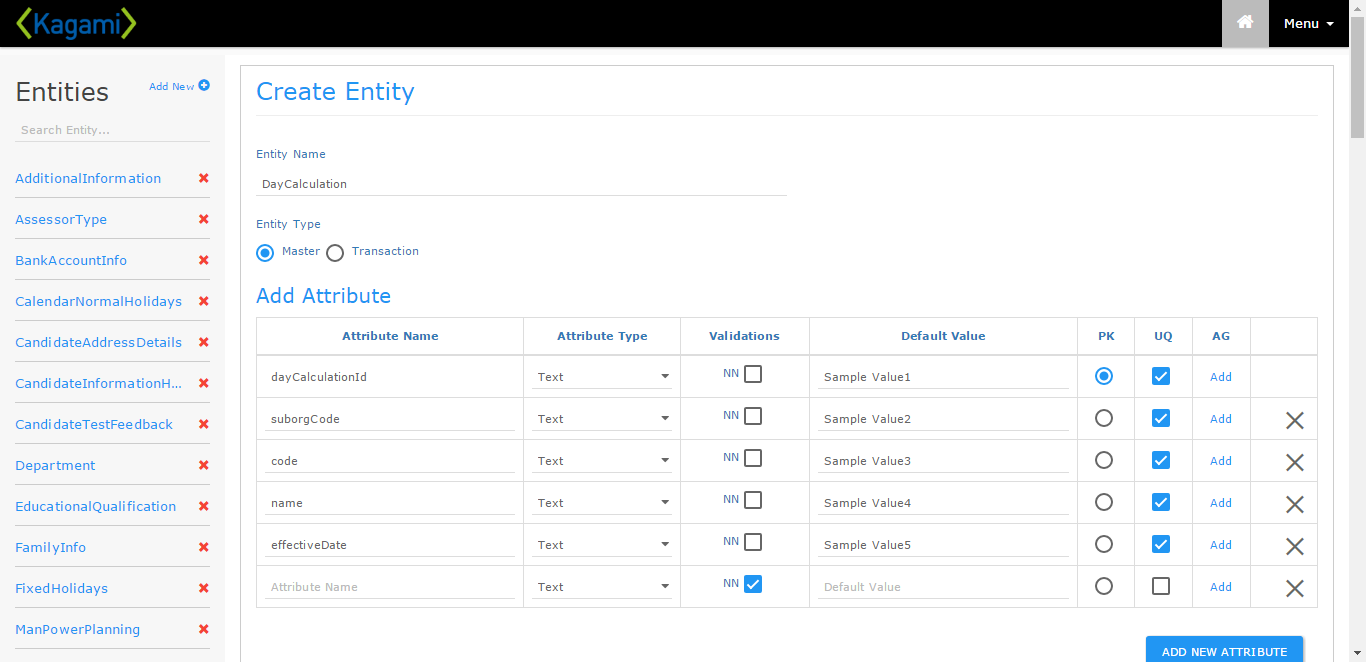 Kagami
Menu
Entities
Add New
Search Entity...
AdditionalInformation
AssessorType
BankAccountInfo
CalendarNormalHolidays
CandidateAddressDetails
CandidateInformationH...
CandidateTestFeedback
Department
EducationalQualification
FamilyInfo
FixedHolidays
ManPowerPlanning
Create Entity
Entity Name
DayCalculation
Entity Type
Master Transaction
Add Attribute
Attribute Name Attribute Type Validations Default Value PK UQ AG
dayCalculationId Text NN Sample Value1 Add
suborgCode Text NN Sample Value2 Add
code Text NN Sample Value3 Add
name Text NN Sample Value4 Add
effectiveDate Text NN Sample Value5 Add
Attribute Name Text NN Default Value Add
ADD NEW ATTRIBUTE